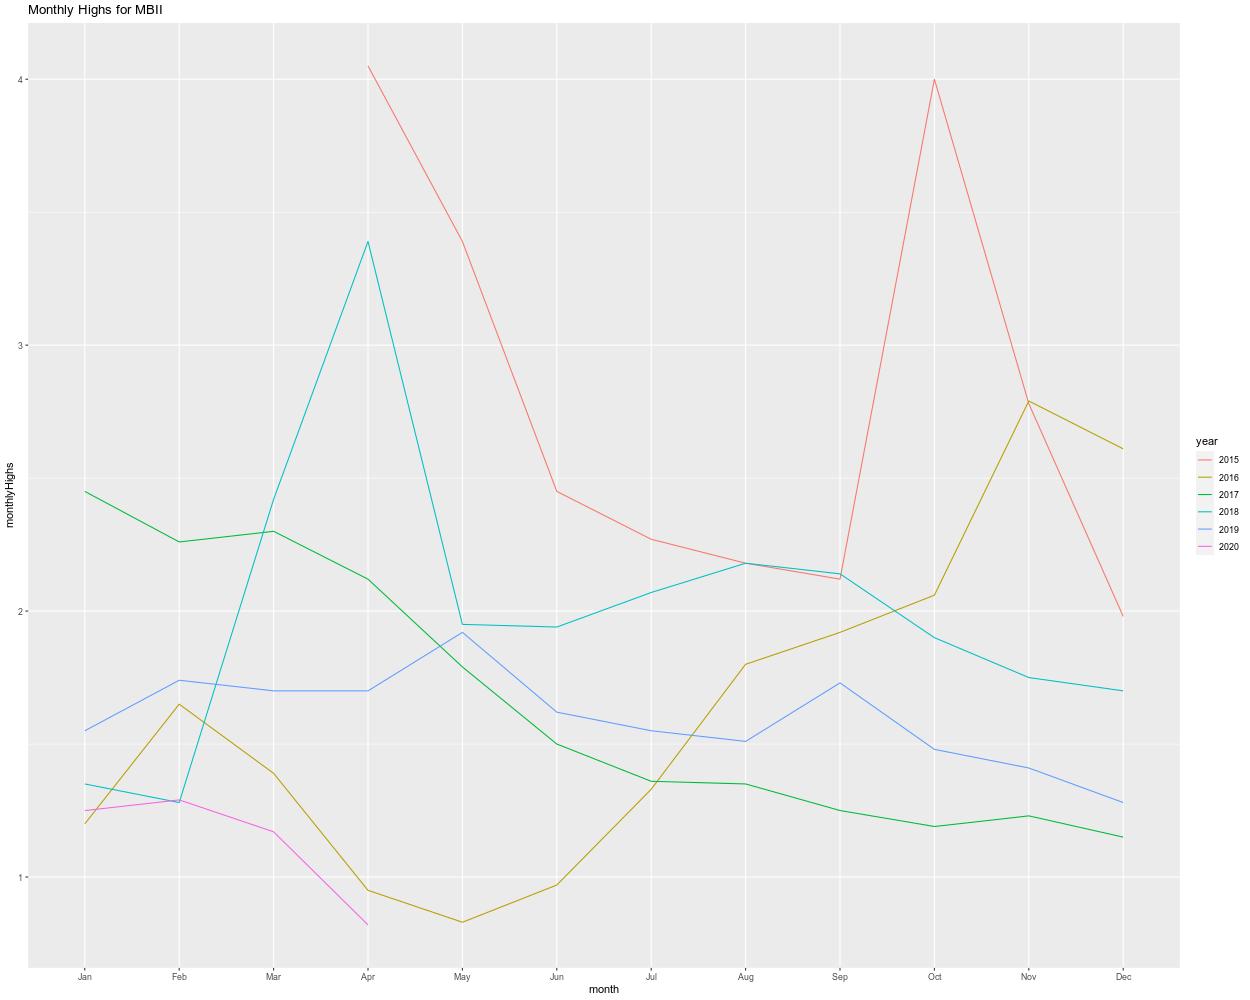 Monthly Highs for MBII
monthlyHighs
4
3
2
1
Jan Feb Mar Apr May Jun Jul Aug Sep Oct Nov Dec
month
year
2015
2016
2017
2018
2019
2020